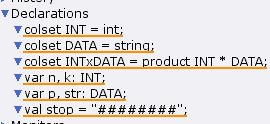 History
Declarations
colset INT = int;
colset DATA = string;
colset INTxDATA = product INT * DATA;
var n, k: INT;
var p, str: DATA;
val stop = "########";
Monitors